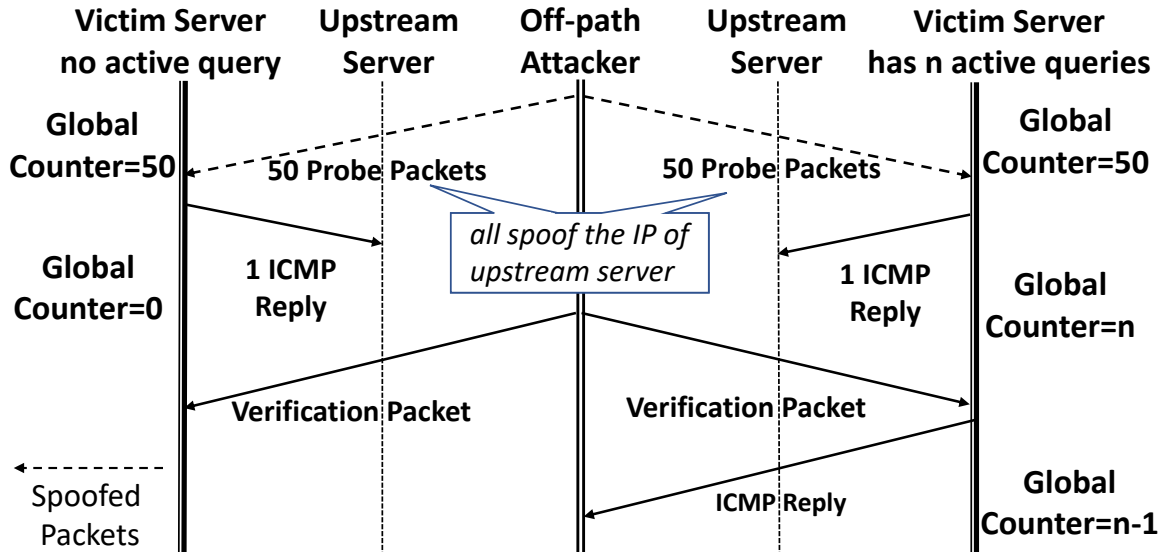 Victim Server
no active query
Upstream
Server
Off-path
Attacker
Upstream
Server
Victim Server
has n active queries
Global
Counter=50
Global
Counter=50
50 Probe Packets
50 Probe Packets
all spoof the IP of
upstream server
Global
Counter=0
1 ICMP
Reply
1 ICMP
Reply
Global
Counter=n
Verification Packet
Verification Packet
Spoofed
Packets
ICMP Reply
Global
Counter=n-1